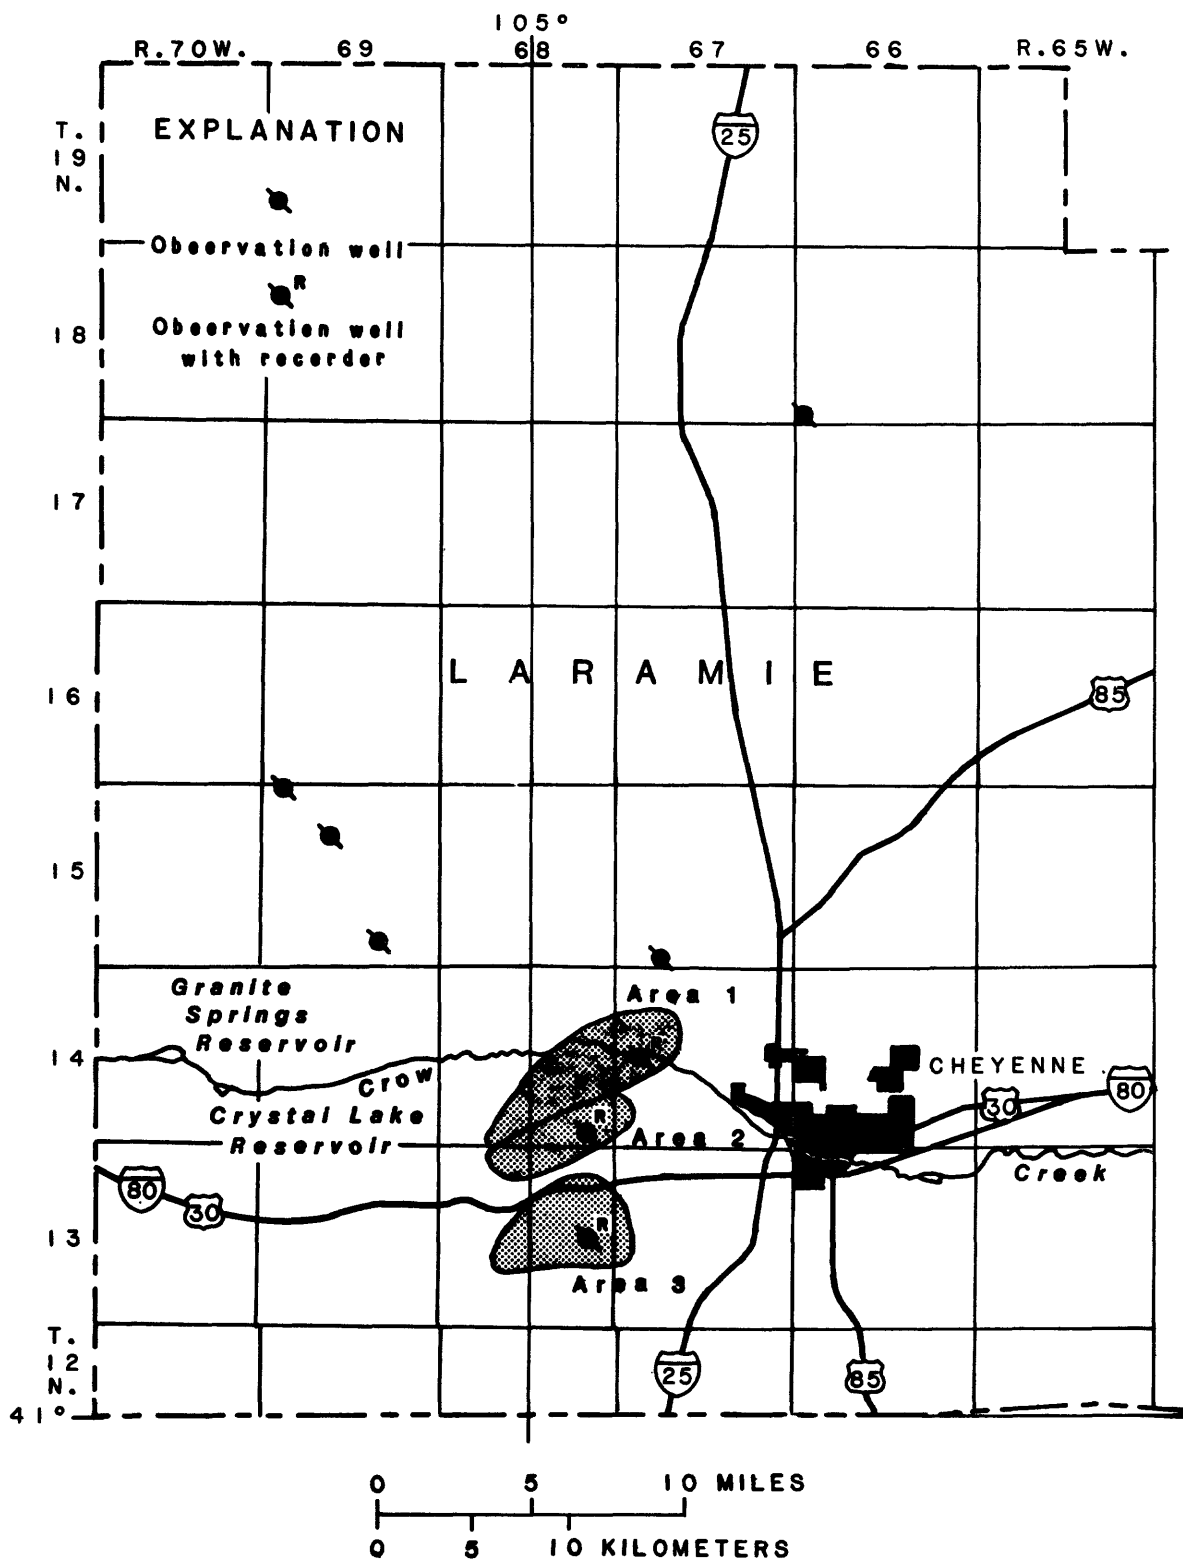 105°
R.70W. 69 68 67 66 R.65W.
T.
19
N.
EXPLANATION
25
Observation well
R
18
Observation well
with recorder
17
LARAMIE
16
85
15
Granite
Springs
Reservoir
Area 1
14
R
CHEYENNE
Crow
80
30
Crystal Lake
Reservoir
R
Area 2
Creek
80
30
R
13
Area 3
T.
12
N.
25
85
41°
0 5 10 MILES
0 5 10 KILOMETERS